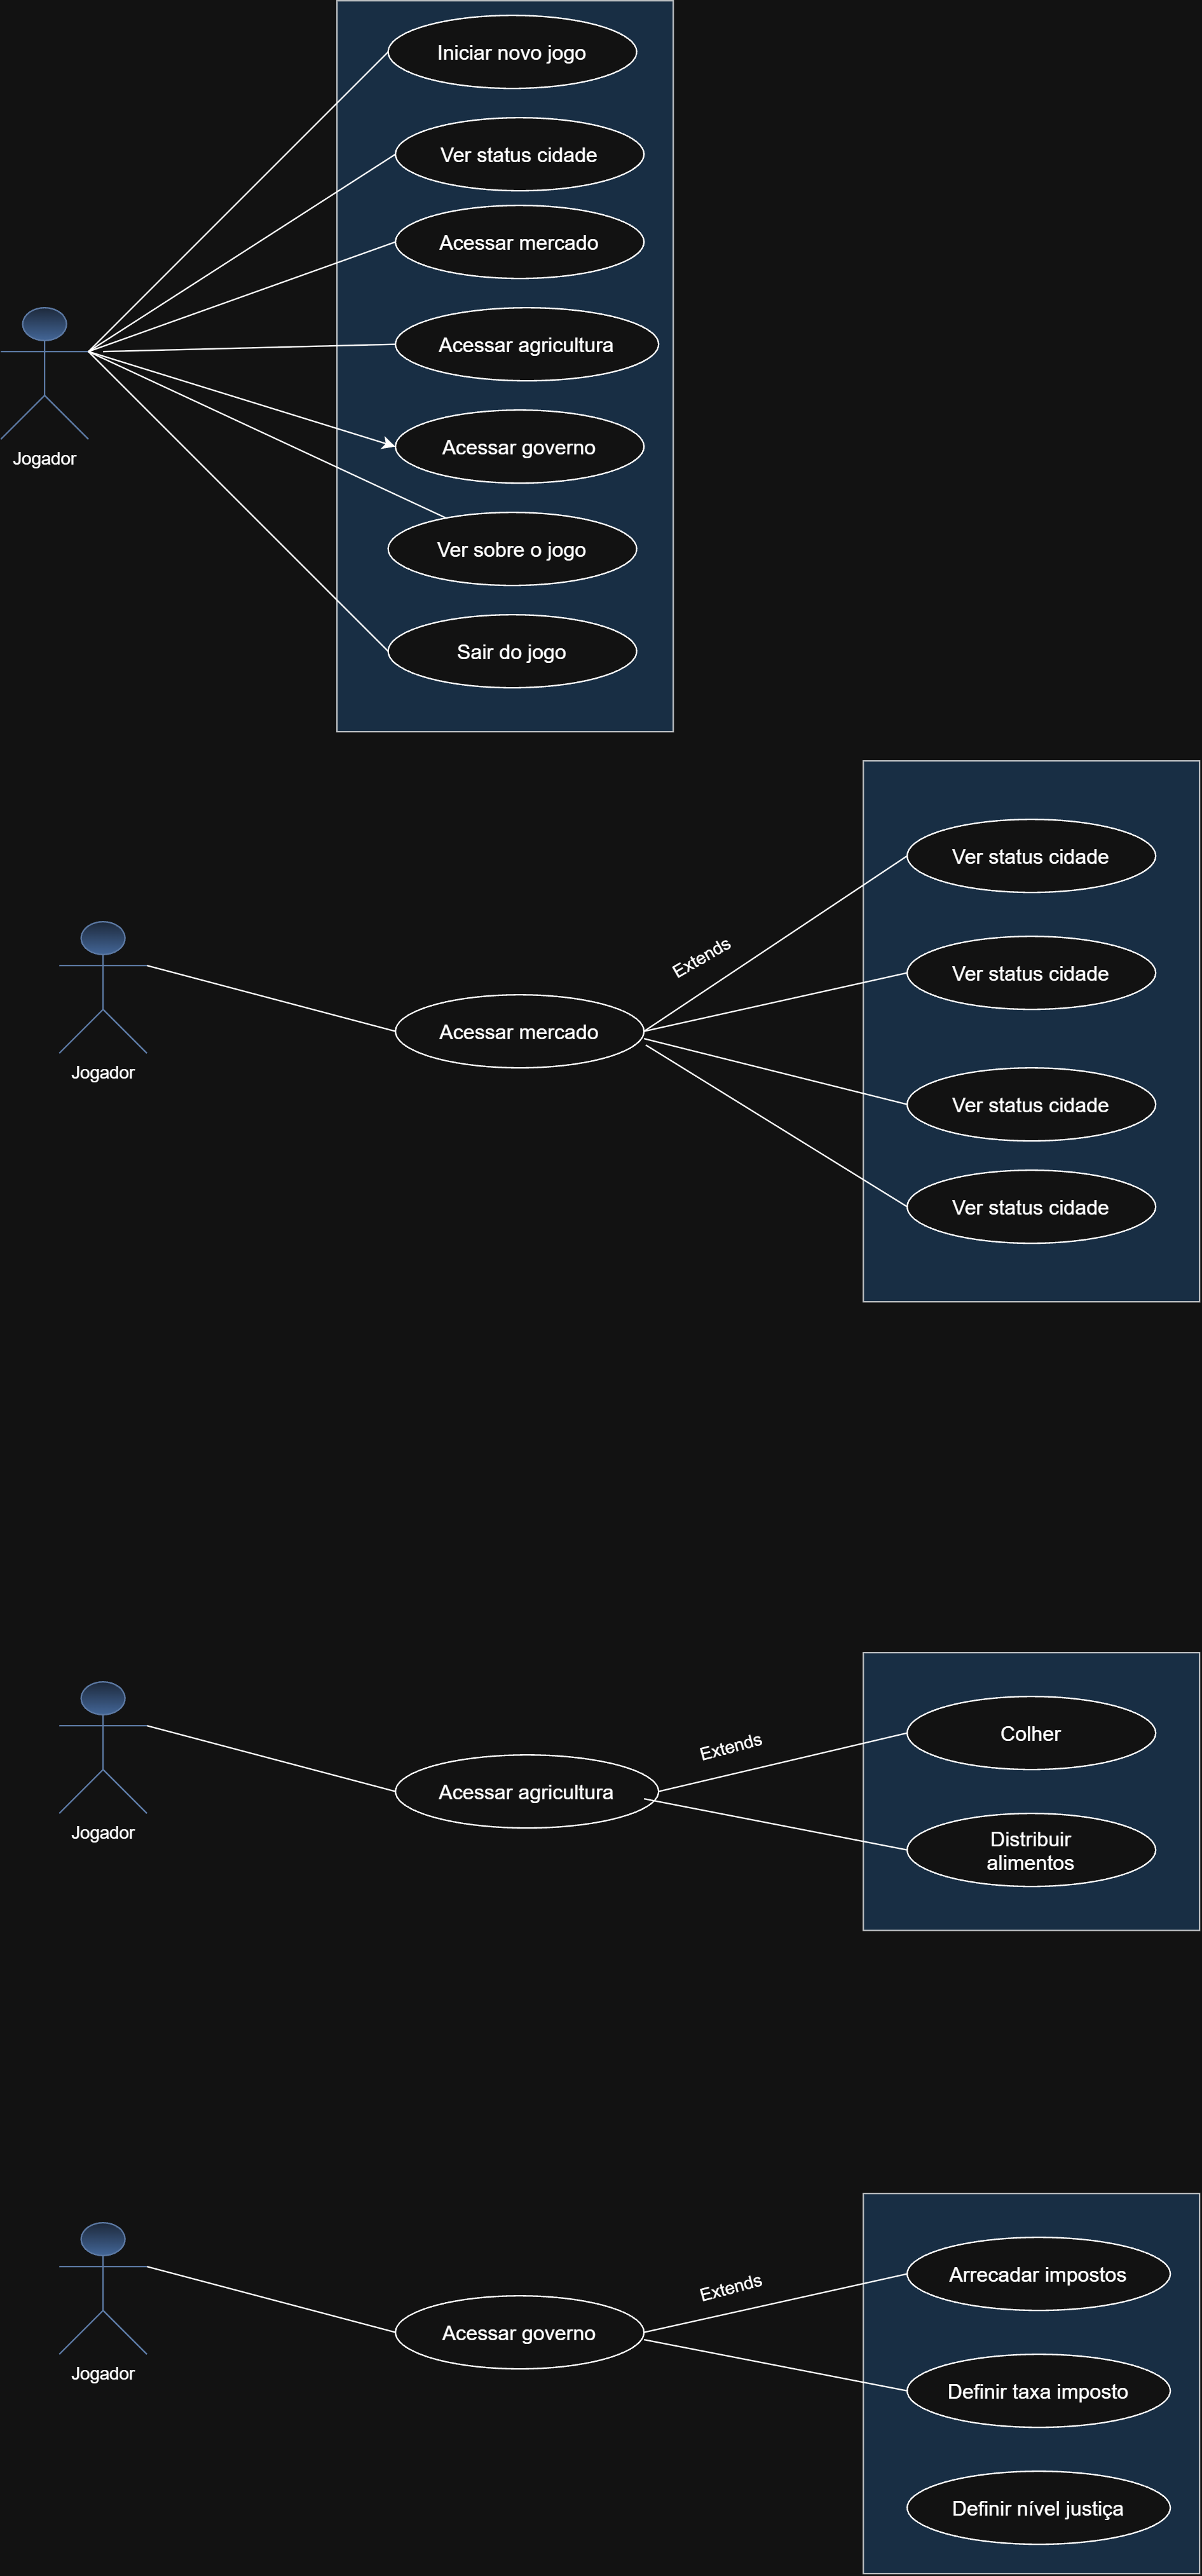 Iniciar novo jogo
Ver status cidade
Acessar mercado
Acessar agricultura
Acessar governo
Jogador
Ver sobre o jogo
Sair do jogo
Ver status cidade
Extends
Ver status cidade
Acessar mercado
Jogador
Ver status cidade
Ver status cidade
Colher
Extends
Acessar agricultura
Jogador
Distribuir
alimentos
Arrecadar impostos
Extends
Acessar governo
Jogador
Definir taxa imposto
Definir nível justiça